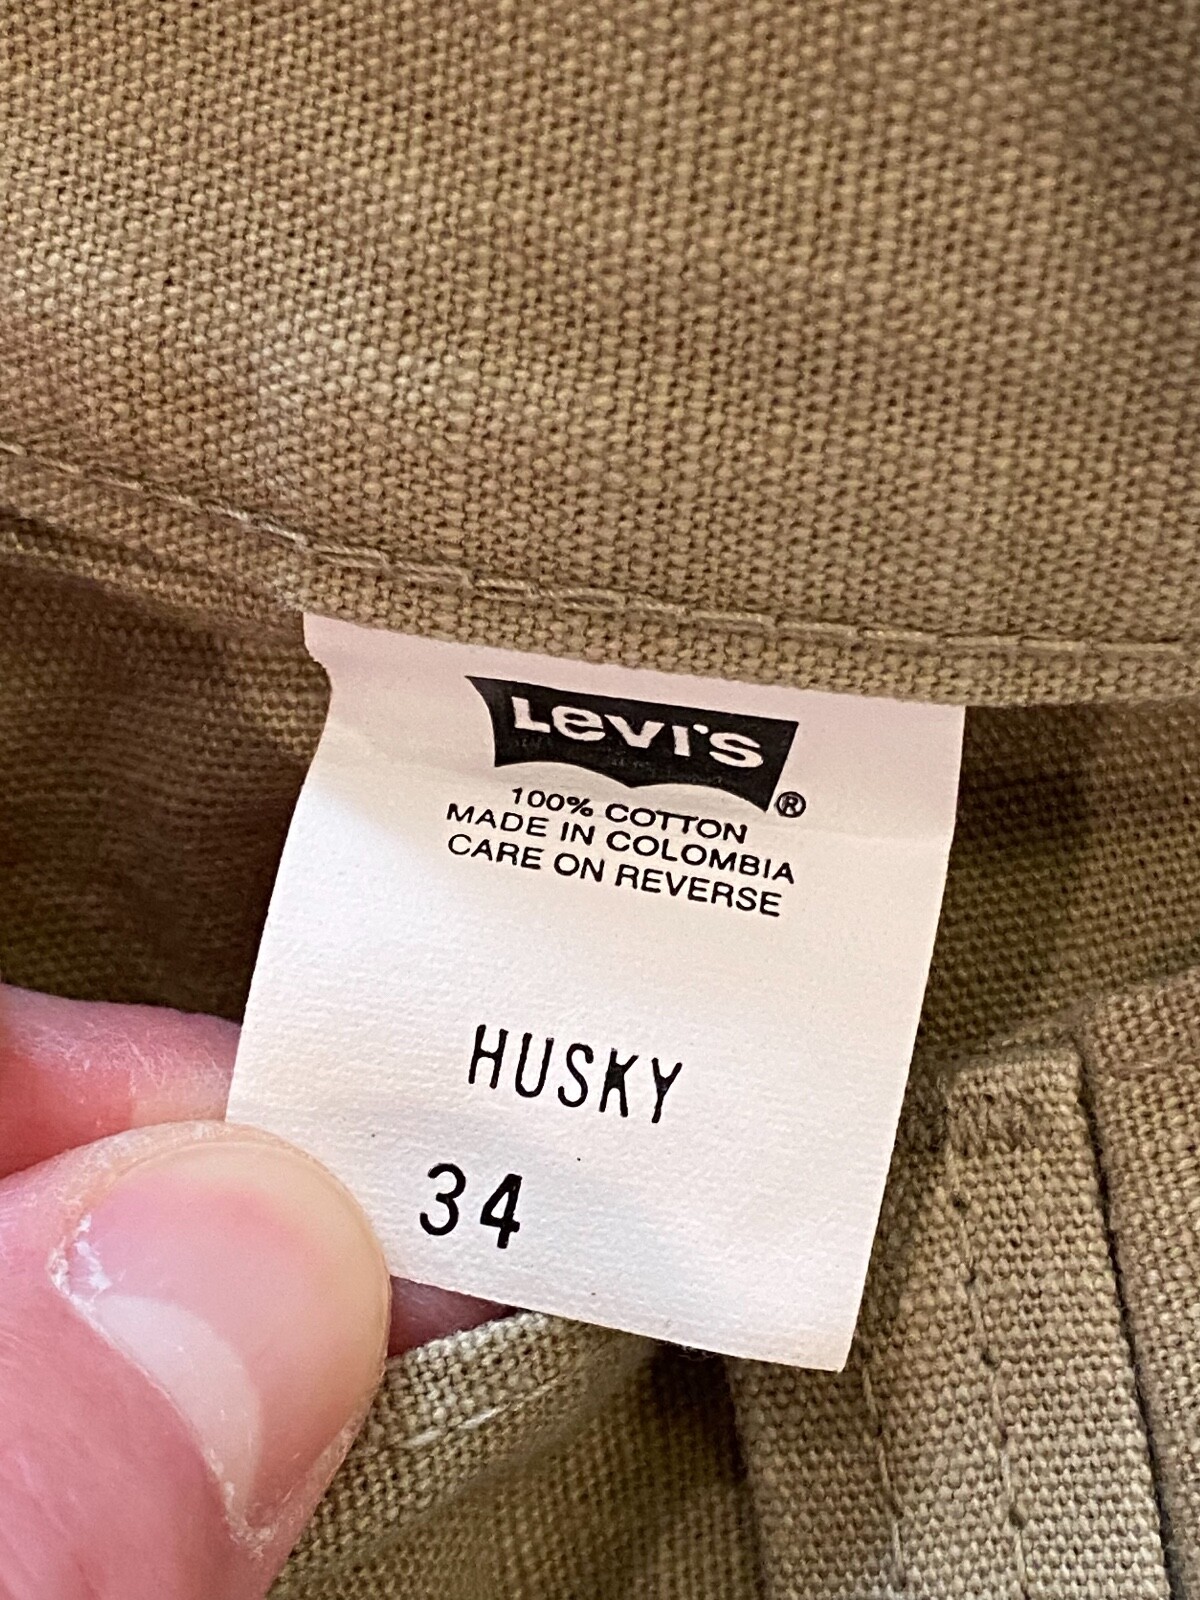 Levi's ®
100% COTTON
MADE IN COLOMBIA
CARE ON REVERSE
HUSKY
34